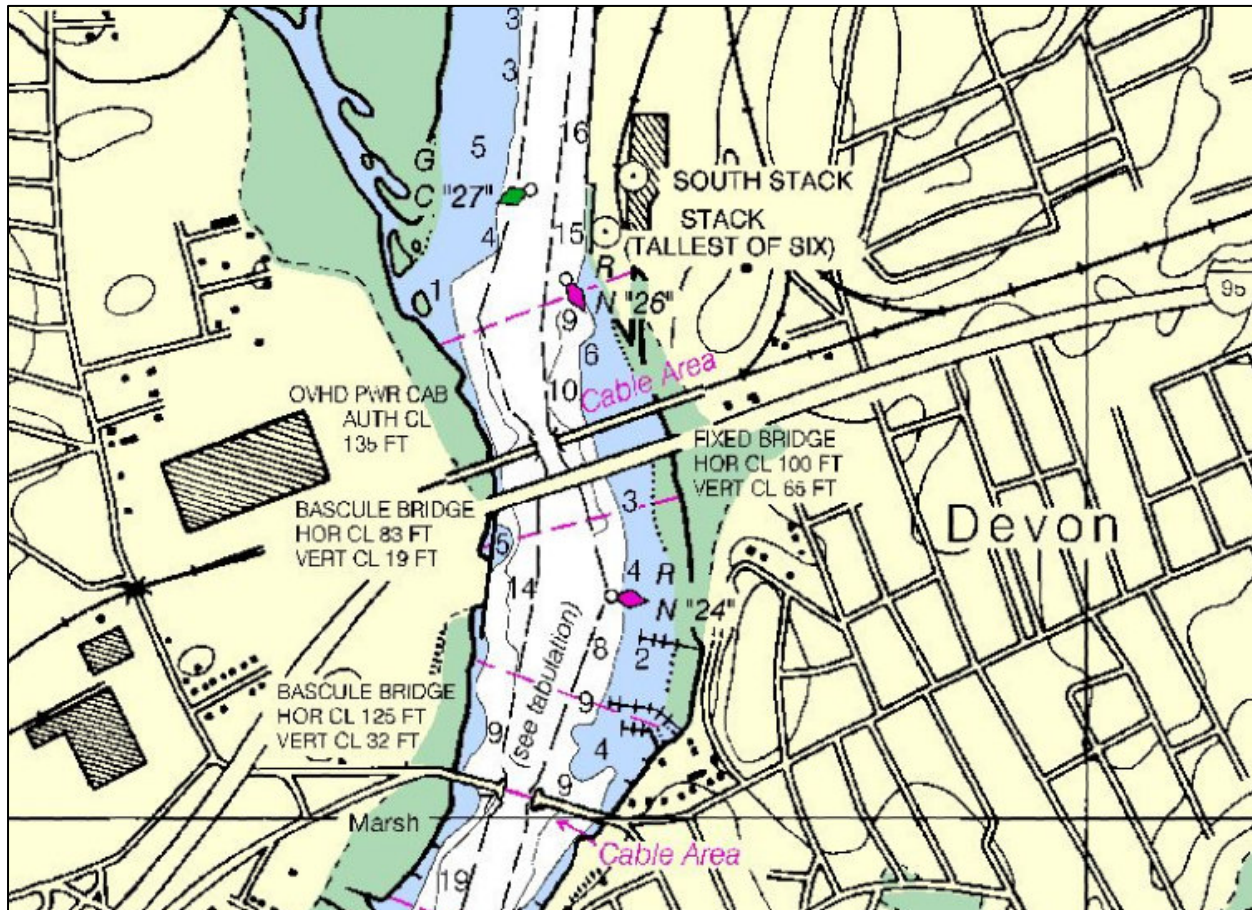 3
3
5
16
G
C "27"
SOUTH STACK
STACK
(TALLEST OF SIX)
4
15
R
N "26"
1
9
6
95
10
Cable Area
OVHD PWR CAB
AUTH CL
135 FT
FIXED BRIDGE
HOR CL 100 FT
VERT CL 65 FT
BASCULE BRIDGE
HOR CL 83 FT
VERT CL 19 FT
3
5
Devon
14
4
R
N "24"
8
2
(see tabulation)
BASCULE BRIDGE
HOR CL 125 FT
VERT CL 32 FT
9
9
4
9
Marsh
Cable Area
19